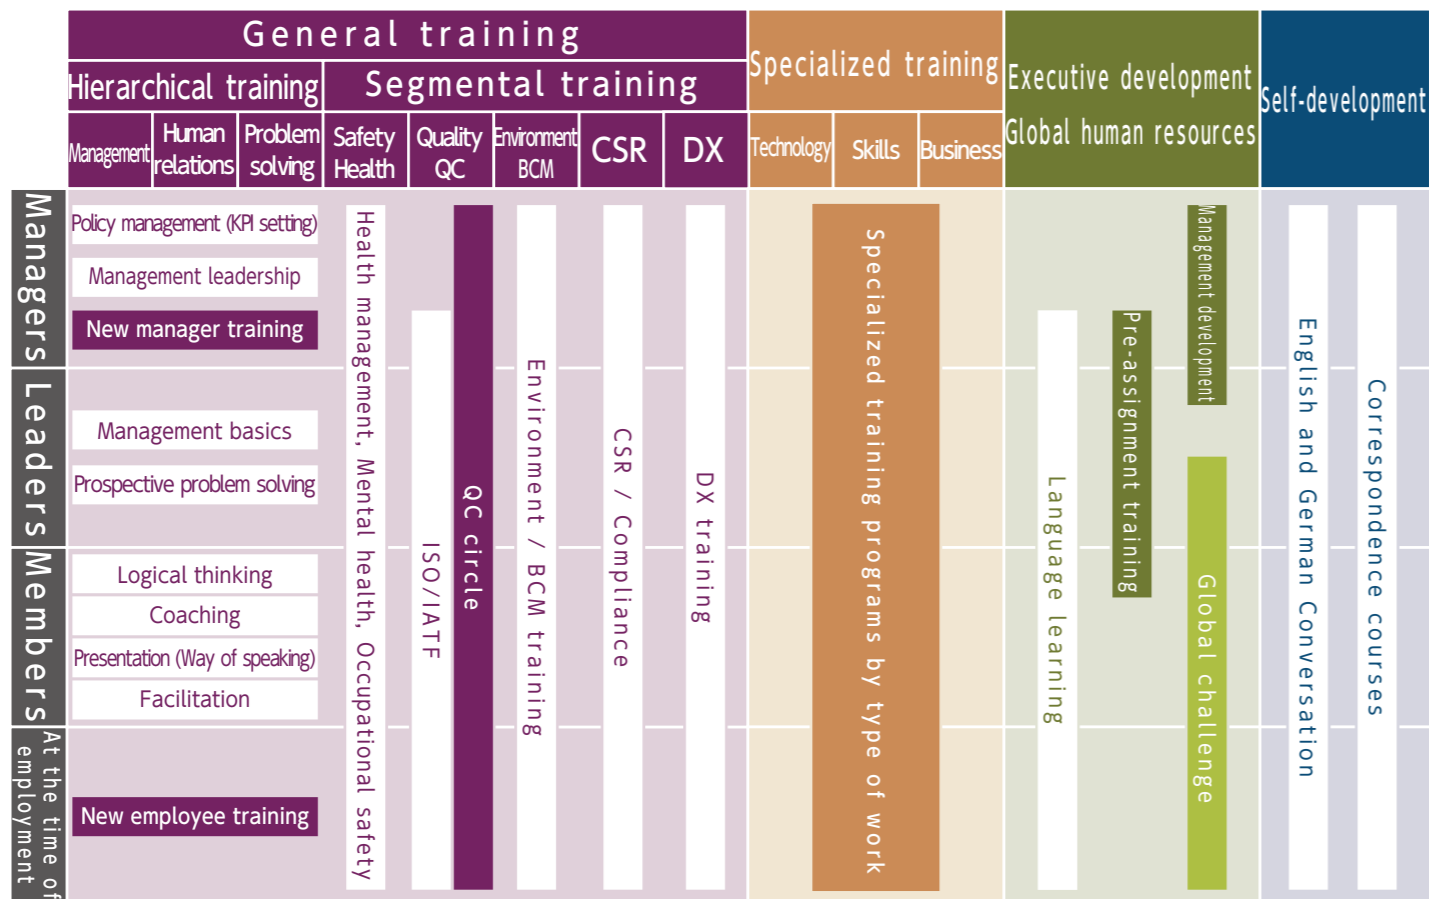 General training
Specialized training
Executive development
Global human resources
Self-development
Hierarchical training
Segmental training
Management
Human
relations
Problem
solving
Safety
Health
Quality
QC
Environment
BCM
CSR
DX
Technology
Skills
Business
Managers
Policy management (KPI setting)
Management leadership
New manager training
Leaders
Management basics
Prospective problem solving
Members
Logical thinking
Coaching
Presentation (Way of speaking)
Facilitation
At the time of
employment
New employee training
Health management, Mental health, Occupational safety
ISO/IATF
QC circle
Environment / BCM training
CSR / Compliance
DX training
Specialized training programs by type of work
Language learning
Pre-assignment training
Management development
Global challenge
English and German Conversation
Correspondence courses